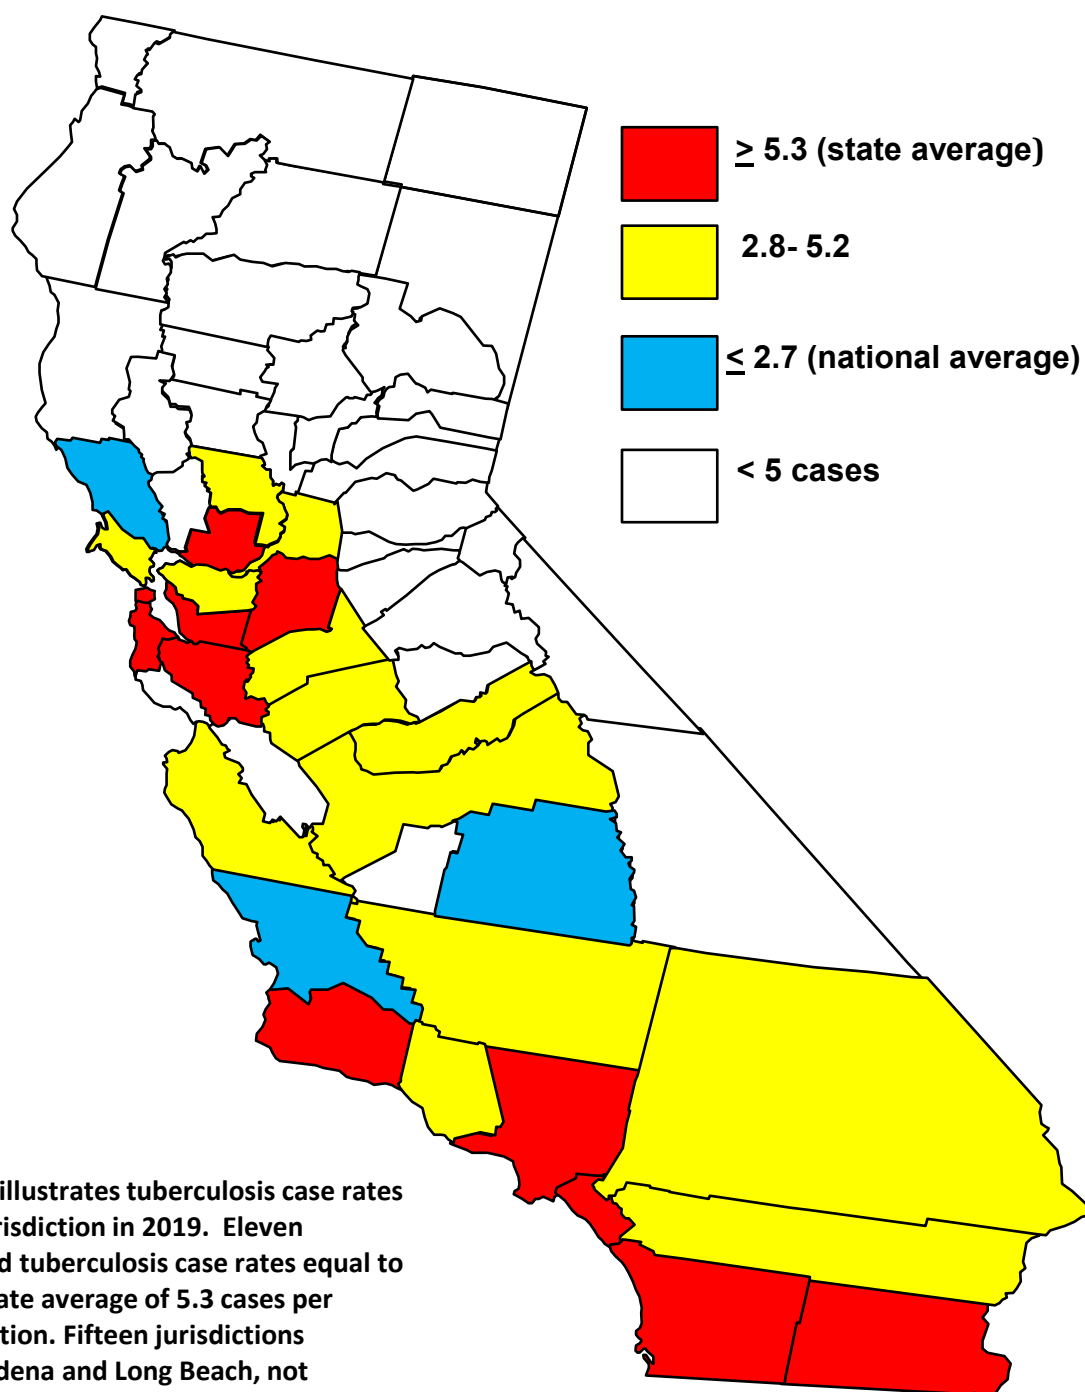 ≥ 5.3 (state average)
2.8- 5.2
≤ 2.7 (national average)
< 5 cases
illustrates tuberculosis case rates
risdiction in 2019.  Eleven
d tuberculosis case rates equal to
ate average of 5.3 cases per
tion. Fifteen jurisdictions
dena and Long Beach, not